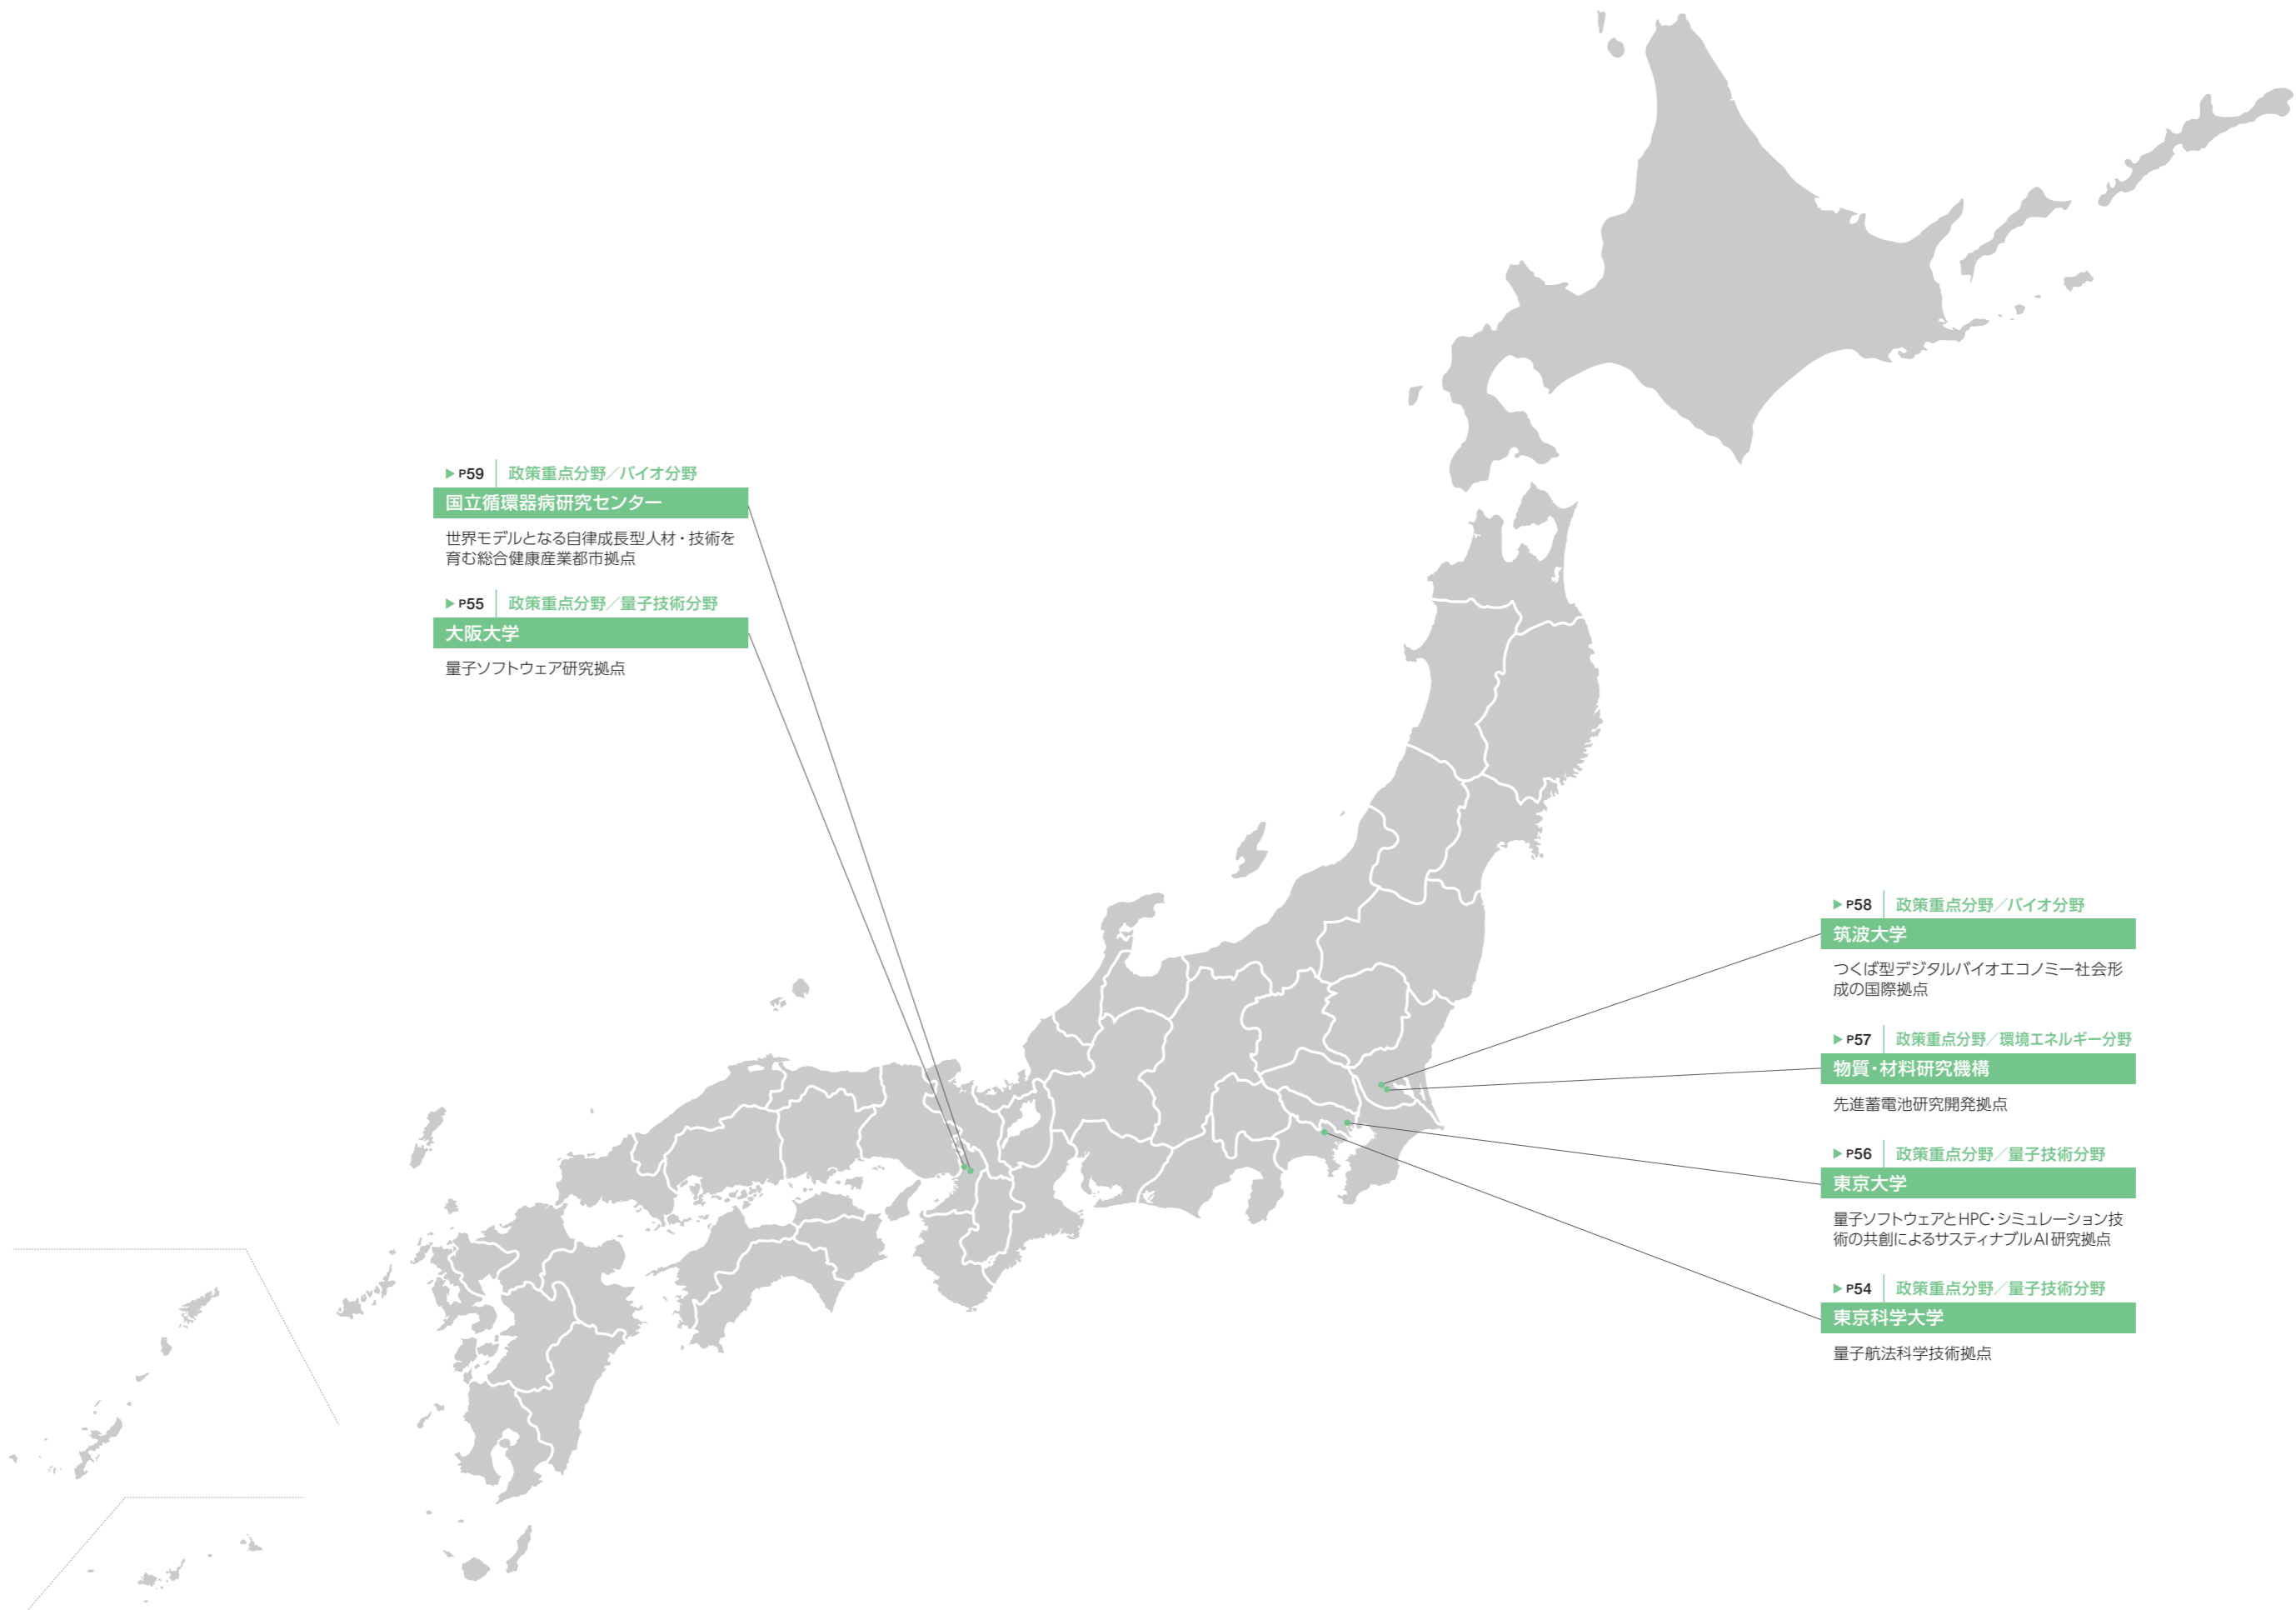 ▶ P59 政策重点分野／バイオ分野
国立循環器病研究センター
世界モデルとなる自律成長型人材・技術を
育む総合健康産業都市拠点
▶ P55 政策重点分野／量子技術分野
大阪大学
量子ソフトウェア研究拠点
▶ P58 政策重点分野／バイオ分野
筑波大学
つくば型デジタルバイオエコノミー社会形
成の国際拠点
▶ P57 政策重点分野／環境エネルギー分野
物質・材料研究機構
先進蓄電池研究開発拠点
▶ P56 政策重点分野／量子技術分野
東京大学
量子ソフトウェアとHPC・シミュレーション技
術の共創によるサスティナブルAI研究拠点
▶ P54 政策重点分野／量子技術分野
東京科学大学
量子航法科学技術拠点